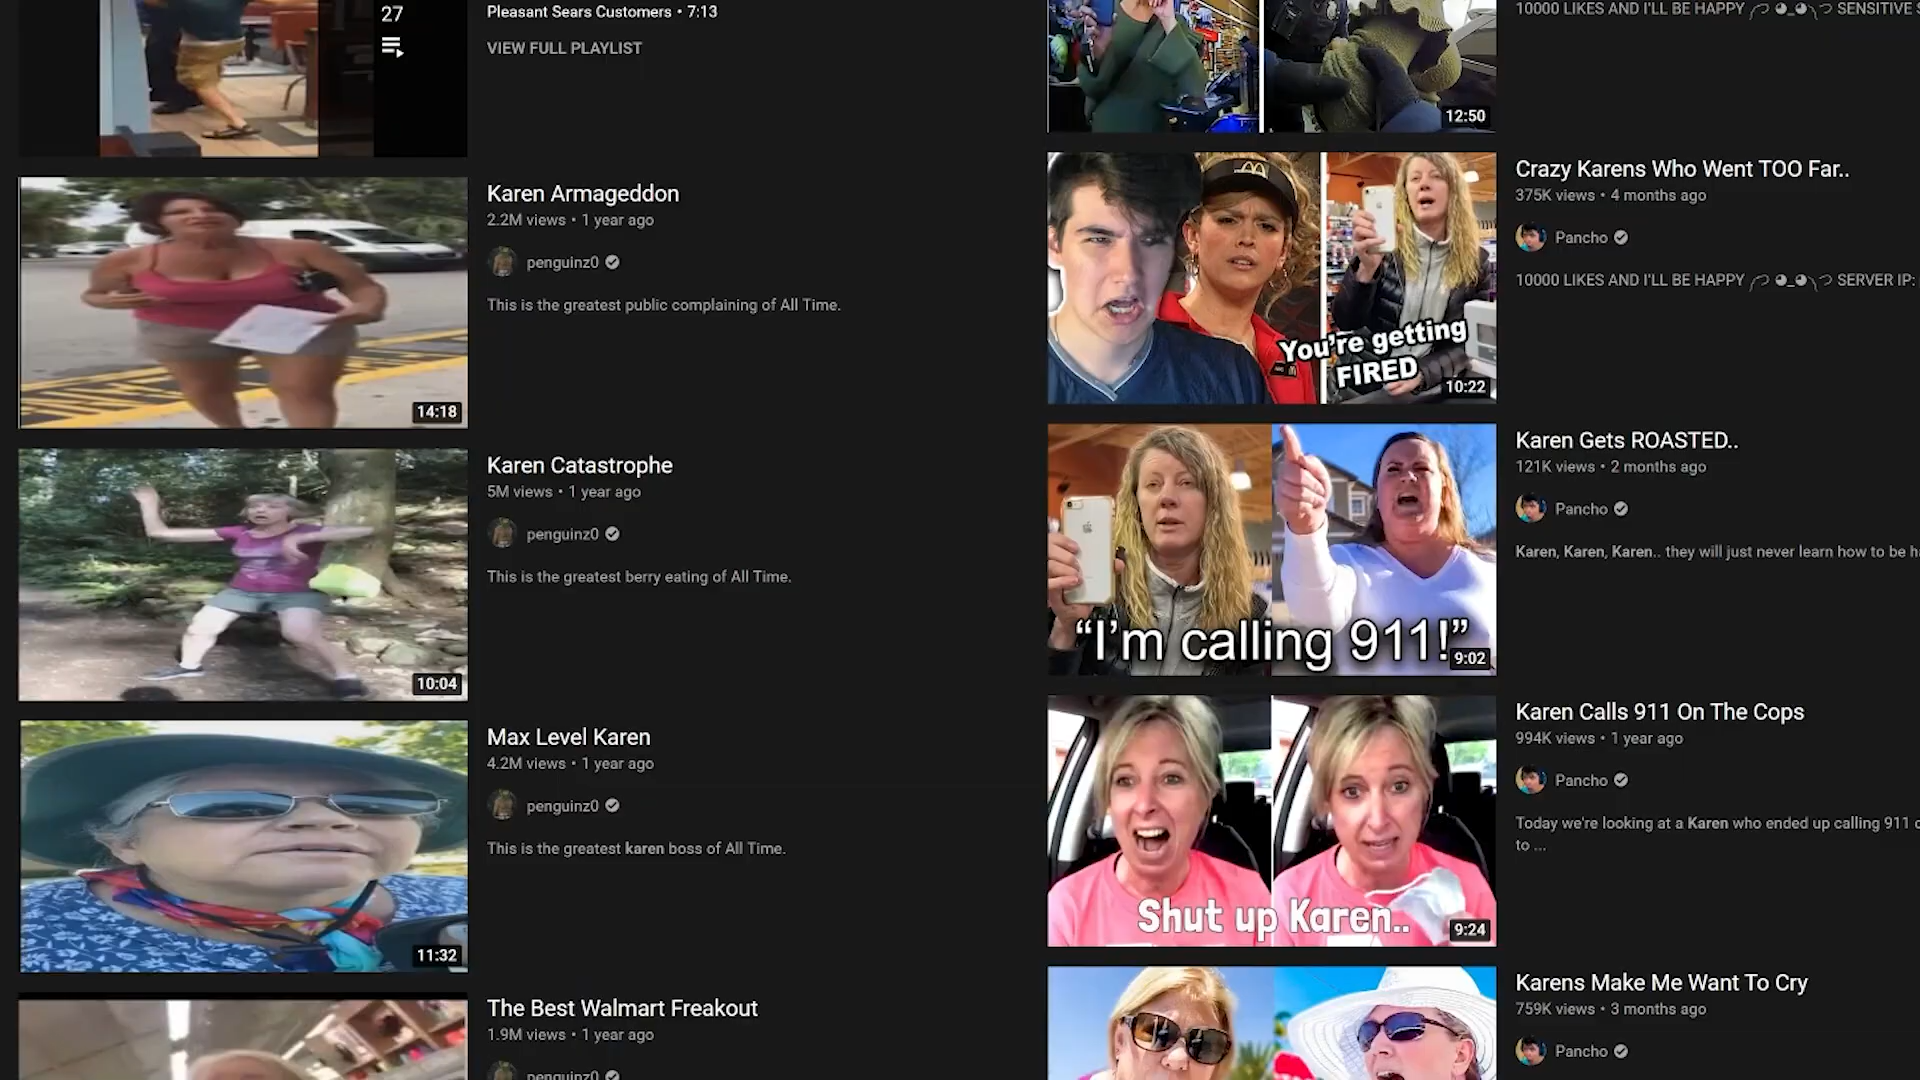 27
Pleasant Sears Customers • 7:13
VIEW FULL PLAYLIST
Karen Armageddon
2.2M views • 1 year ago
penguinz0
This is the greatest public complaining of All Time.
14:18
Karen Catastrophe
5M views • 1 year ago
penguinz0
This is the greatest berry eating of All Time.
10:04
Max Level Karen
4.2M views • 1 year ago
penguinz0
This is the greatest karen boss of All Time.
11:32
The Best Walmart Freakout
1.9M views • 1 year ago
penguinz0
10000 LIKES AND I'LL BE HAPPY ༼つ ◕_◕༽つ SENSITIVE
12:50
Crazy Karens Who Went TOO Far..
375K views • 4 months ago
Pancho
10000 LIKES AND I'LL BE HAPPY ༼つ ◕_◕༽つ SERVER IP:
You're getting
FIRED
10:22
Karen Gets ROASTED..
121K views • 2 months ago
Pancho
Karen, Karen, Karen.. they will just never learn how to be
"I'm calling 911!"
9:02
Karen Calls 911 On The Cops
994K views • 1 year ago
Pancho
Today we're looking at a Karen who ended up calling 911
to ...
Shut up Karen..
9:24
Karens Make Me Want To Cry
759K views • 3 months ago
Pancho